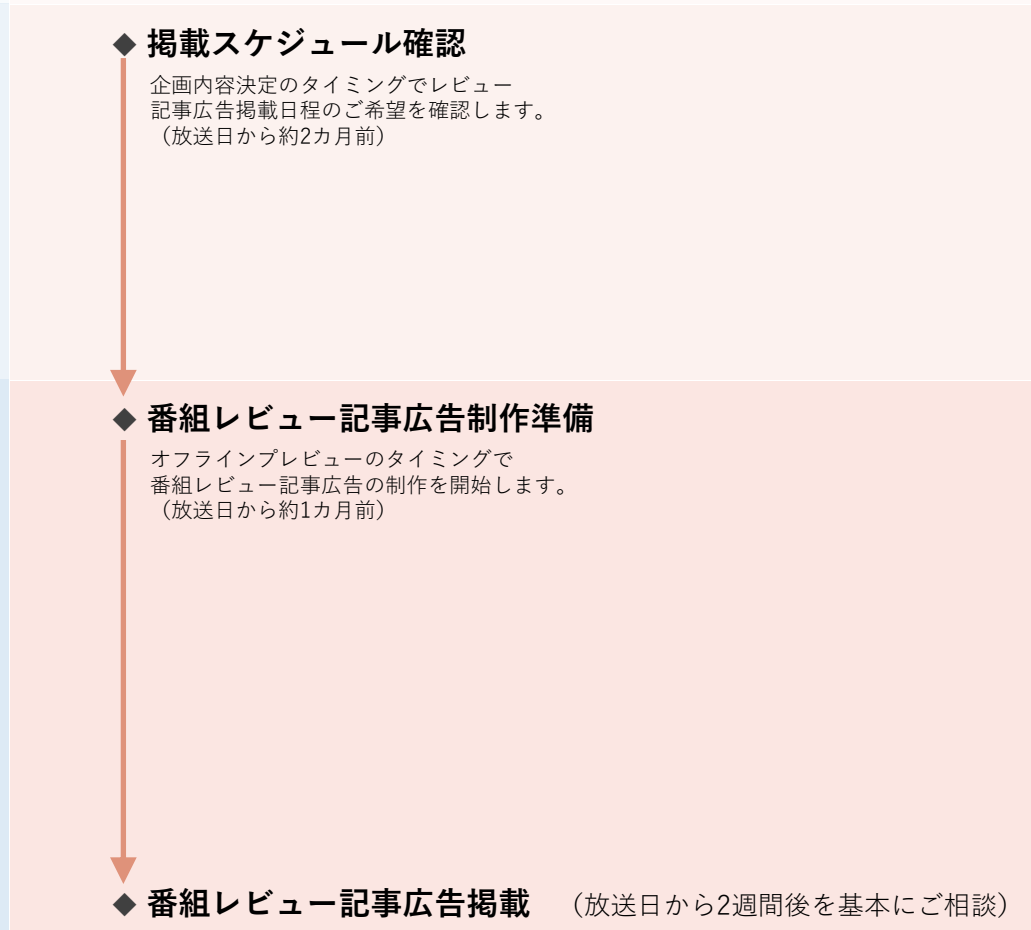 ◆ 掲載スケジュール確認
企画内容決定のタイミングでレビュー
記事広告掲載日程のご希望を確認します。
（放送日から約2カ月前）
◆ 番組レビュー記事広告制作準備
オフラインプレビューのタイミングで
番組レビュー記事広告の制作を開始します。
（放送日から約1カ月前）
◆ 番組レビュー記事広告掲載 （放送日から2週間後を基本にご相談）